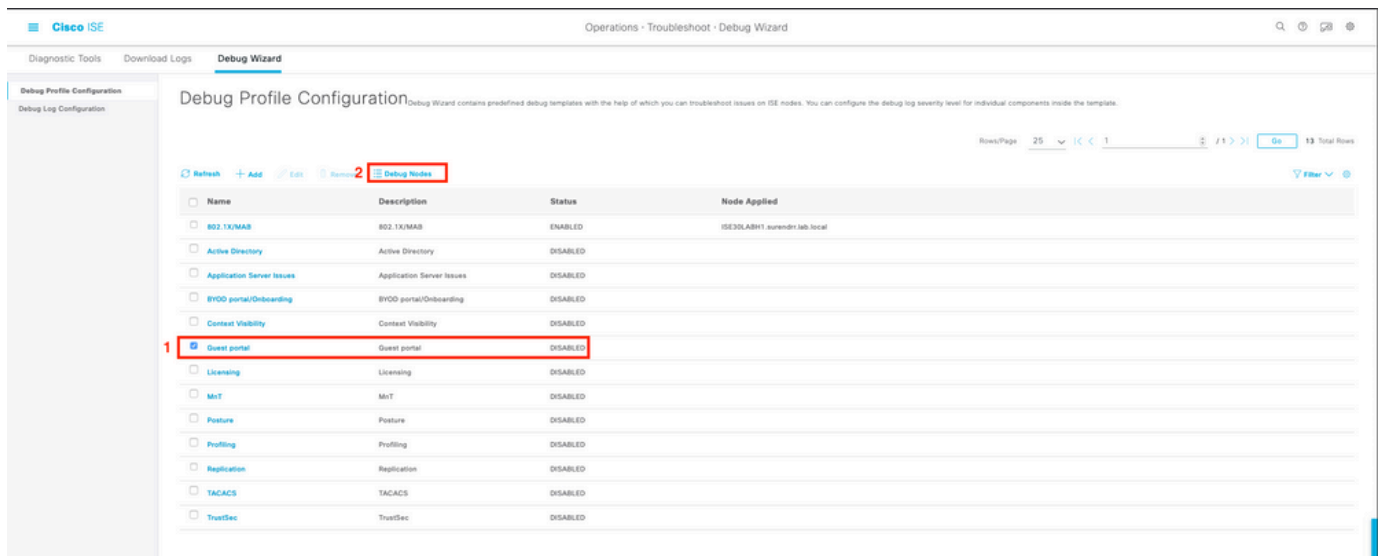 Cisco ISE
Operations · Troubleshoot · Debug Wizard
Diagnostic Tools Download Logs Debug Wizard
Debug Profile Configuration
Debug Log Configuration
Debug Profile Configuration Debug Wizard contains predefined debug templates with the help of which you can troubleshoot issues on ISE nodes. You can configure the debug log severity level for individual components inside the template.
Rows/Page 25 |< < 1 / 1 > >| Go 13 Total Rows
Refresh + Add Edit Remove 2 Debug Nodes Filter
Name Description Status Node Applied
802.1X/MAB 802.1X/MAB ENABLED ISE30LABH1.surendrr.lab.local
Active Directory Active Directory DISABLED
Application Server Issues Application Server Issues DISABLED
BYOD portal/Onboarding BYOD portal/Onboarding DISABLED
Context Visibility Context Visibility DISABLED
1 Guest portal Guest portal DISABLED
Licensing Licensing DISABLED
MnT MnT DISABLED
Posture Posture DISABLED
Profiling Profiling DISABLED
Replication Replication DISABLED
TACACS TACACS DISABLED
TrustSec TrustSec DISABLED